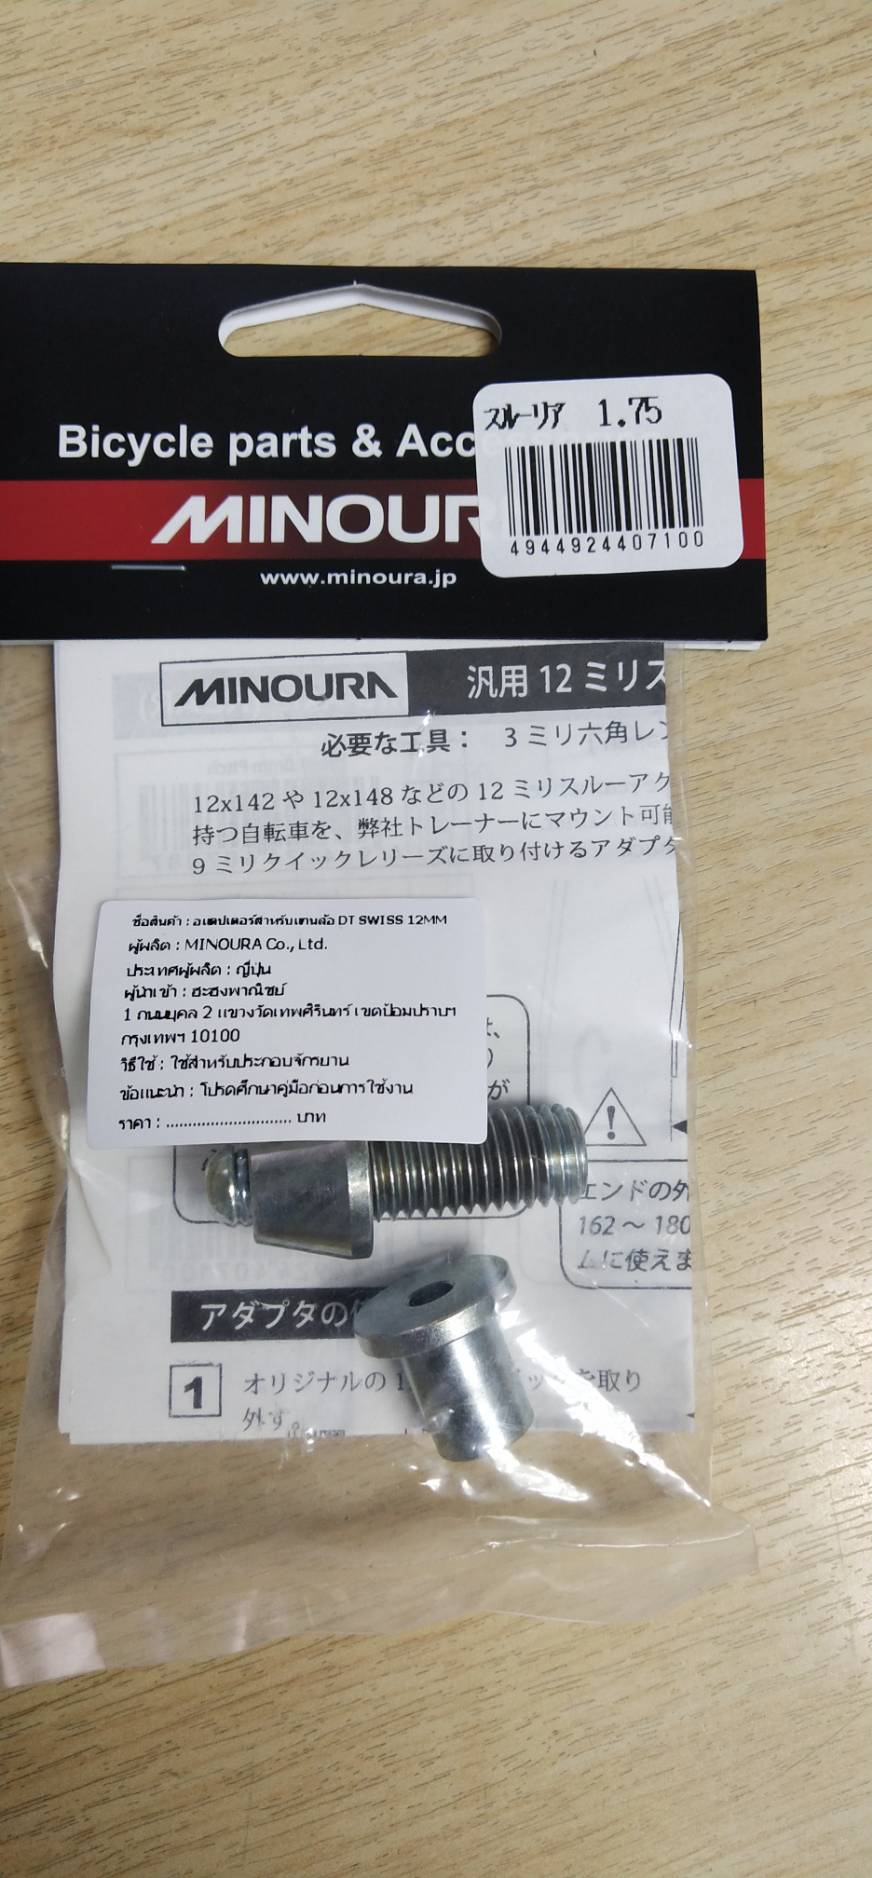 Bicycle parts & Acc
スルーリア 1.75
MINOUR
4944924407100
www.minoura.jp
MINOURA
汎用 12 ミリス
必要な工具： 3 ミリ六角レン
12x142 や 12x148 などの 12 ミリスルーアク
持つ自転車を、弊社トレーナーにマウント可能
9 ミリクイックレリーズに取り付けるアダプタ
ชื่อสินค้า : อแดปเตอร์สำหรับแกนล้อ DT SWISS 12MM
ผู้ผลิต : MINOURA Co., Ltd.
ประเทศผู้ผลิต : ญี่ปุ่น
ผู้นำเข้า : ฮะฮงพาณิชย์
1 ถนนยุคล 2 แขวงวัดเทพศิรินทร์ เขตป้อมปราบฯ
กรุงเทพฯ 10100
วิธีใช้ : ใช้สำหรับประกอบจักรยาน
ข้อแนะนำ : โปรดศึกษาคู่มือก่อนการใช้งาน
ราคา : ............................. บาท
エンドの外
162 ～ 180
ムに使えま
アダプタの
1
オリジナルの 1
を取り
外す。